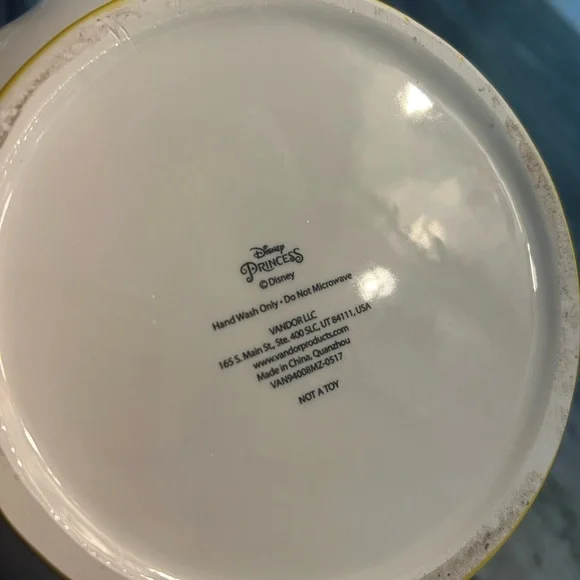 Disney
PRINCESS
© Disney
Hand Wash Only • Do Not Microwave
VANDOR LLC
165 S. Main St., Ste. 400 SLC, UT 84111, USA
www.vandorproducts.com
Made in China, Quanzhou
VAN94008MZ-0517
NOT A TOY